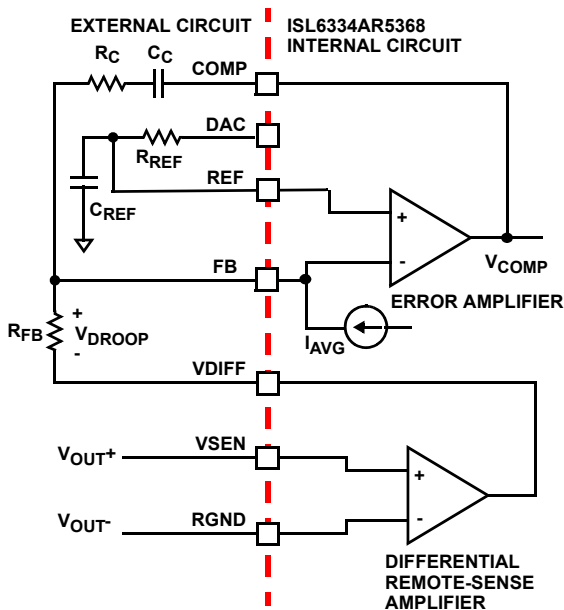 EXTERNAL CIRCUIT
ISL6334AR5368
INTERNAL CIRCUIT
RC
CC
COMP
DAC
RREF
REF
CREF
+
-
VCOMP
ERROR AMPLIFIER
FB
IAVG
RFB
+
VDROOP
-
VDIFF
VOUT+
VSEN
+
VOUT-
RGND
-
DIFFERENTIAL
REMOTE-SENSE
AMPLIFIER